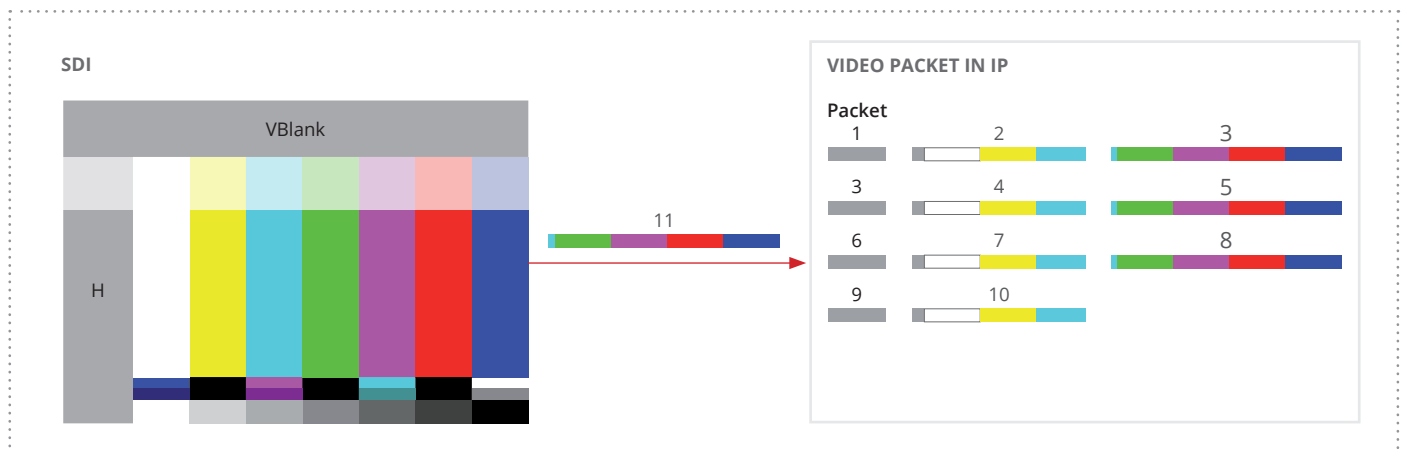 SDI
VBlank
H
11
VIDEO PACKET IN IP
Packet
1 2 3
3 4 5
6 7 8
9 10